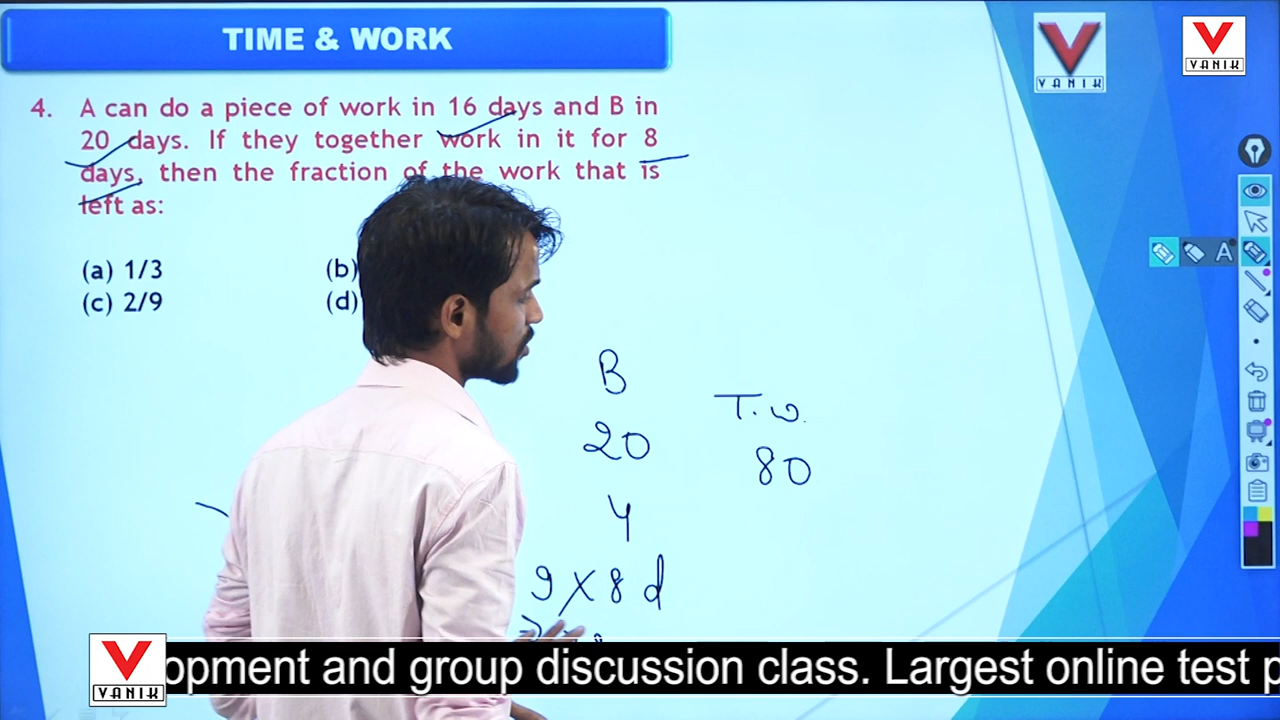 TIME & WORK
VANIK
VANIK
4. A can do a piece of work in 16 days and B in
20 days. If they together work in it for 8
days, then the fraction of the work that is
left as:
(a) 1/3
(b)
(c) 2/9
(d)
A
B
T.W.
20
80
4
9 × 8 d
VANIK
opment and group discussion class. Largest online test p